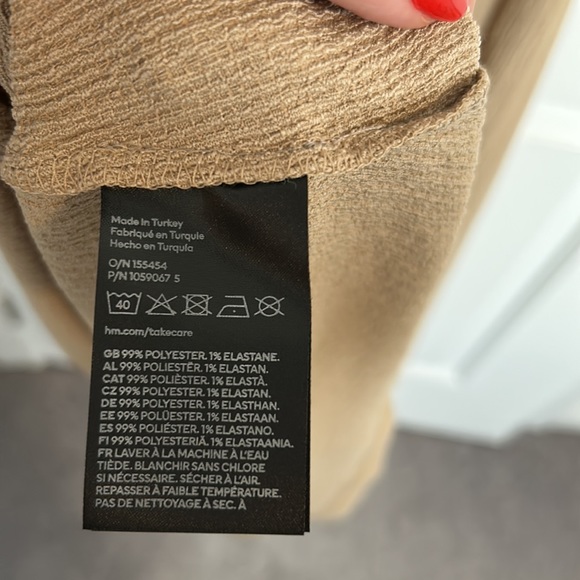 Made in Turkey
Fabriqué en Turquie
Hecho en Turquía
O/N 155454
P/N 1059067 5
40
hm.com/takecare
GB 99% POLYESTER. 1% ELASTANE.
AL 99% POLIESTËR. 1% ELASTAN.
CAT 99% POLIÈSTER. 1% ELASTÀ.
CZ 99% POLYESTER. 1% ELASTAN.
DE 99% POLYESTER. 1% ELASTHAN.
EE 99% POLÜESTER. 1% ELASTAAN.
ES 99% POLIÉSTER. 1% ELASTANO.
FI 99% POLYESTERIÄ. 1% ELASTAANIA.
FR LAVER À LA MACHINE À L'EAU
TIÈDE. BLANCHIR SANS CHLORE
SI NÉCESSAIRE. SÉCHER À L'AIR.
REPASSER À FAIBLE TEMPÉRATURE.
PAS DE NETTOYAGE À SEC. À